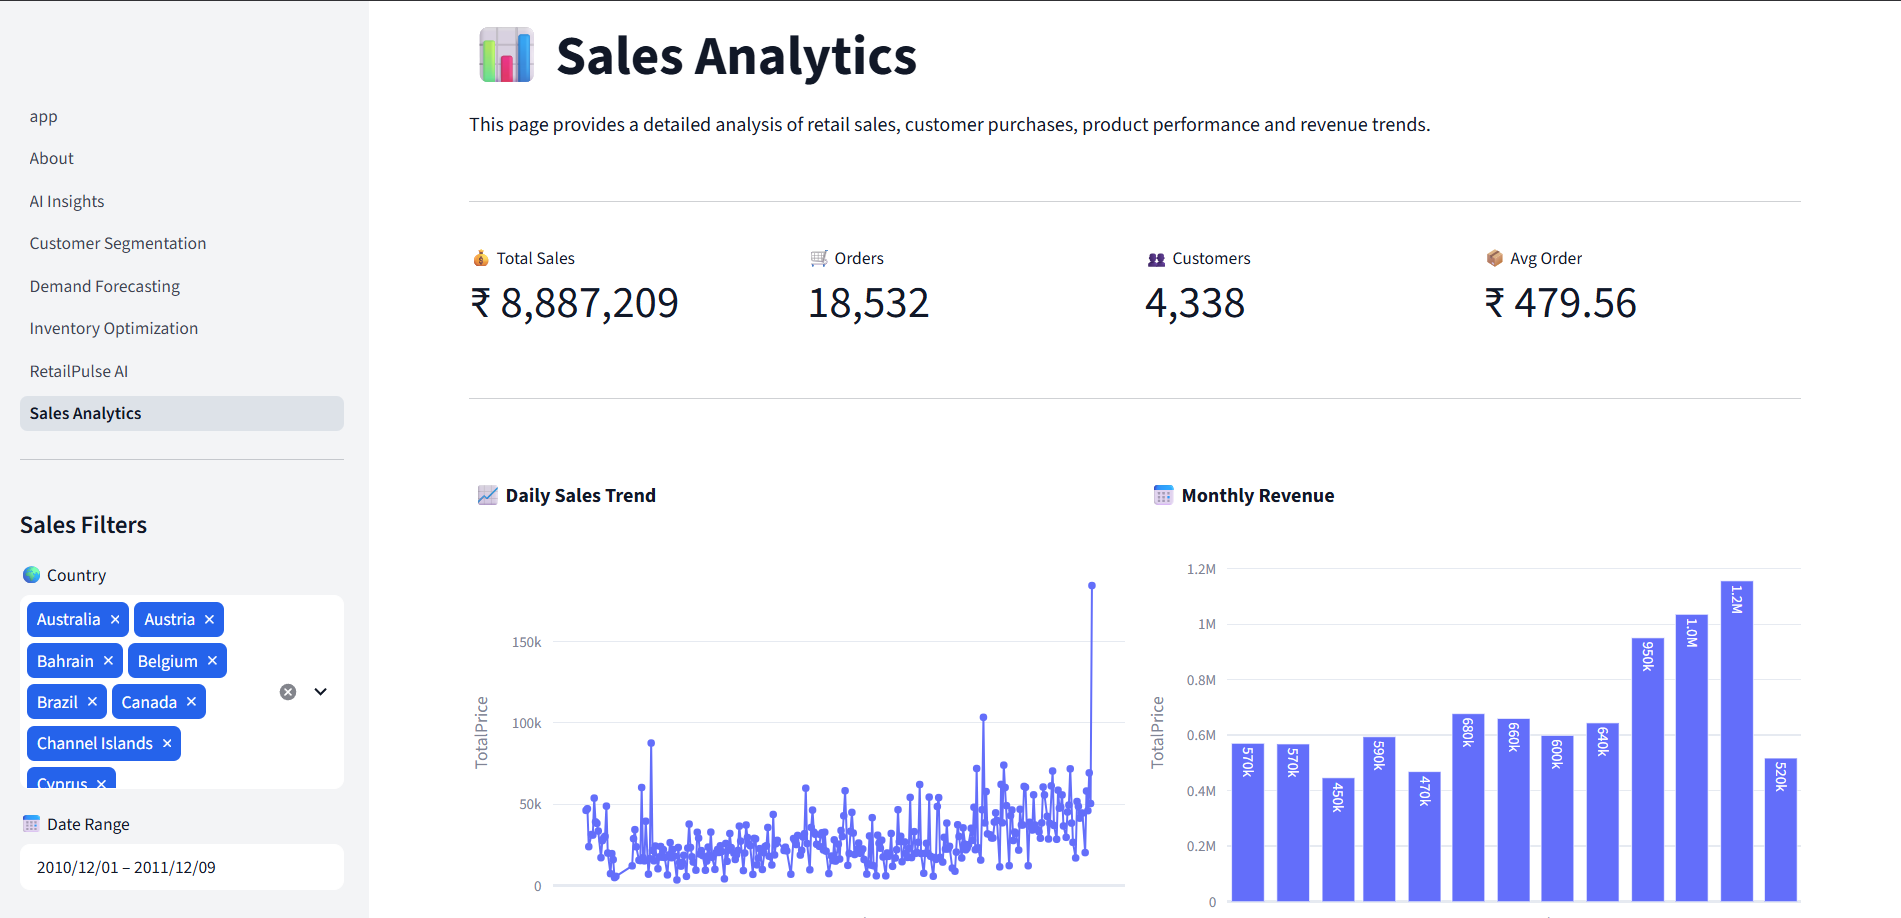 app
About
AI Insights
Customer Segmentation
Demand Forecasting
Inventory Optimization
RetailPulse AI
Sales Analytics
Sales Filters
Country
Australia × Austria ×
Bahrain × Belgium ×
Brazil × Canada ×
Channel Islands ×
Cyprus ×
Date Range
2010/12/01 – 2011/12/09
Sales Analytics
This page provides a detailed analysis of retail sales, customer purchases, product performance and revenue trends.
Total Sales
₹ 8,887,209
Orders
18,532
Customers
4,338
Avg Order
₹ 479.56
Daily Sales Trend
TotalPrice
150k
100k
50k
0
Monthly Revenue
TotalPrice
1.2M
1M
0.8M
0.6M
0.4M
0.2M
0
570k
570k
450k
590k
470k
680k
660k
600k
640k
950k
1.0M
1.2M
520k